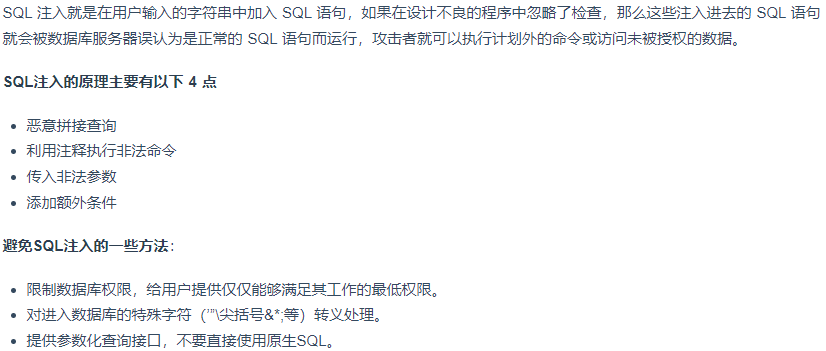 SQL 注入就是在用户输入的字符串中加入 SQL 语句，如果在设计不良的程序中忽略了检查，那么这些注入进去的 SQL 语句
就会被数据库服务器误认为是正常的 SQL 语句而运行，攻击者就可以执行计划外的命令或访问未被授权的数据。
SQL注入的原理主要有以下 4 点
• 恶意拼接查询
• 利用注释执行非法命令
• 传入非法参数
• 添加额外条件
避免SQL注入的一些方法：
• 限制数据库权限，给用户提供仅仅能够满足其工作的最低权限。
• 对进入数据库的特殊字符（’”\尖括号&*;等）转义处理。
• 提供参数化查询接口，不要直接使用原生SQL。